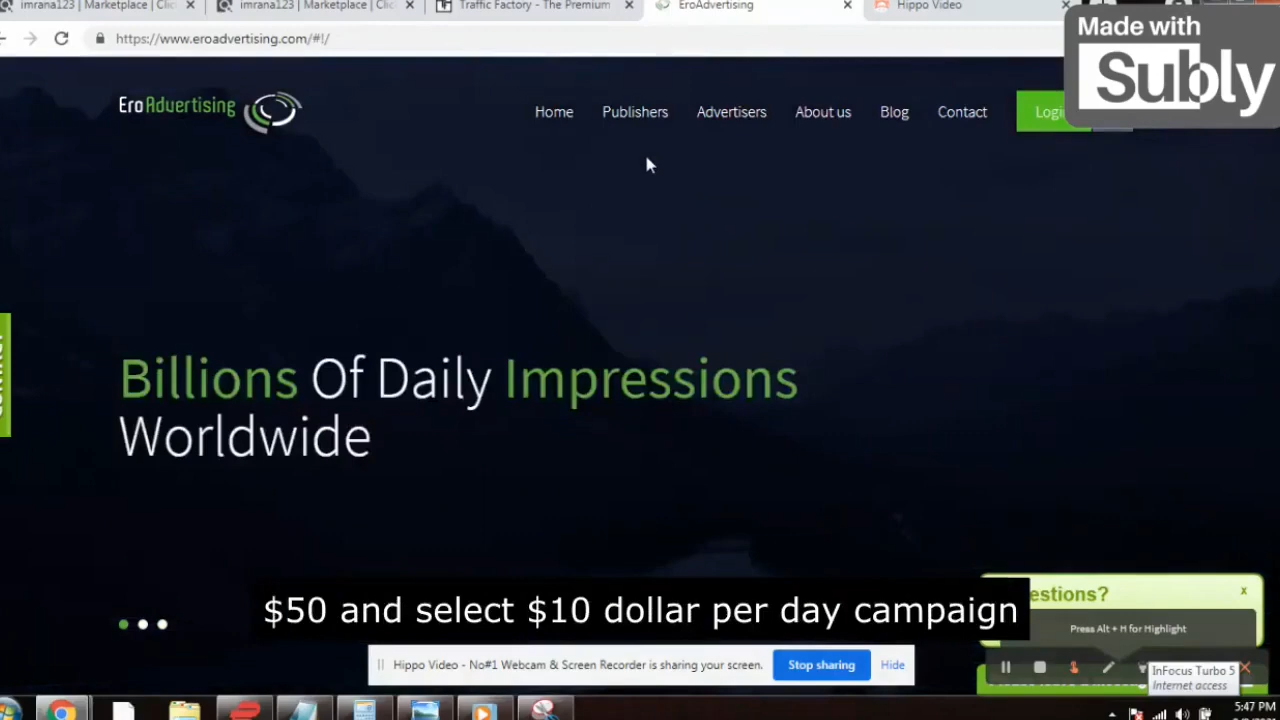 imrana123 | Marketplace | Clic
imrana123 | Marketplace | Clic
Traffic Factory - The Premium
EroAdvertising
Hippo Video
Made with
Subly
https://www.eroadvertising.com/#!/
EroAdvertising
Home
Publishers
Advertisers
About us
Blog
Contact
Billions Of Daily Impressions
Worldwide
estions?
x
Press Alt + H for Highlight
$50 and select $10 dollar per day campaign
Hippo Video - No#1 Webcam & Screen Recorder is sharing your screen.
Stop sharing
Hide
InFocus Turbo 5
Internet access
5:47 PM